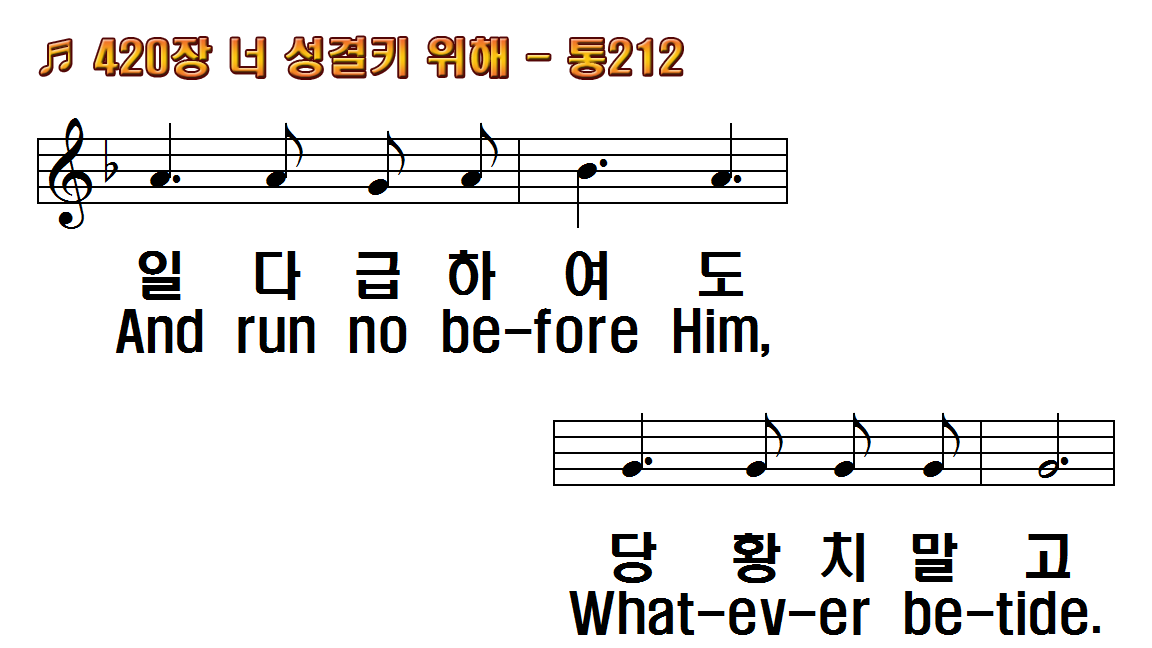 ♬ 420장 너 성결키 위해 - 통212
일 다 급 하 여 도
And run no be-fore Him,
당 황 치 말 고
What-ev-er be-tide.